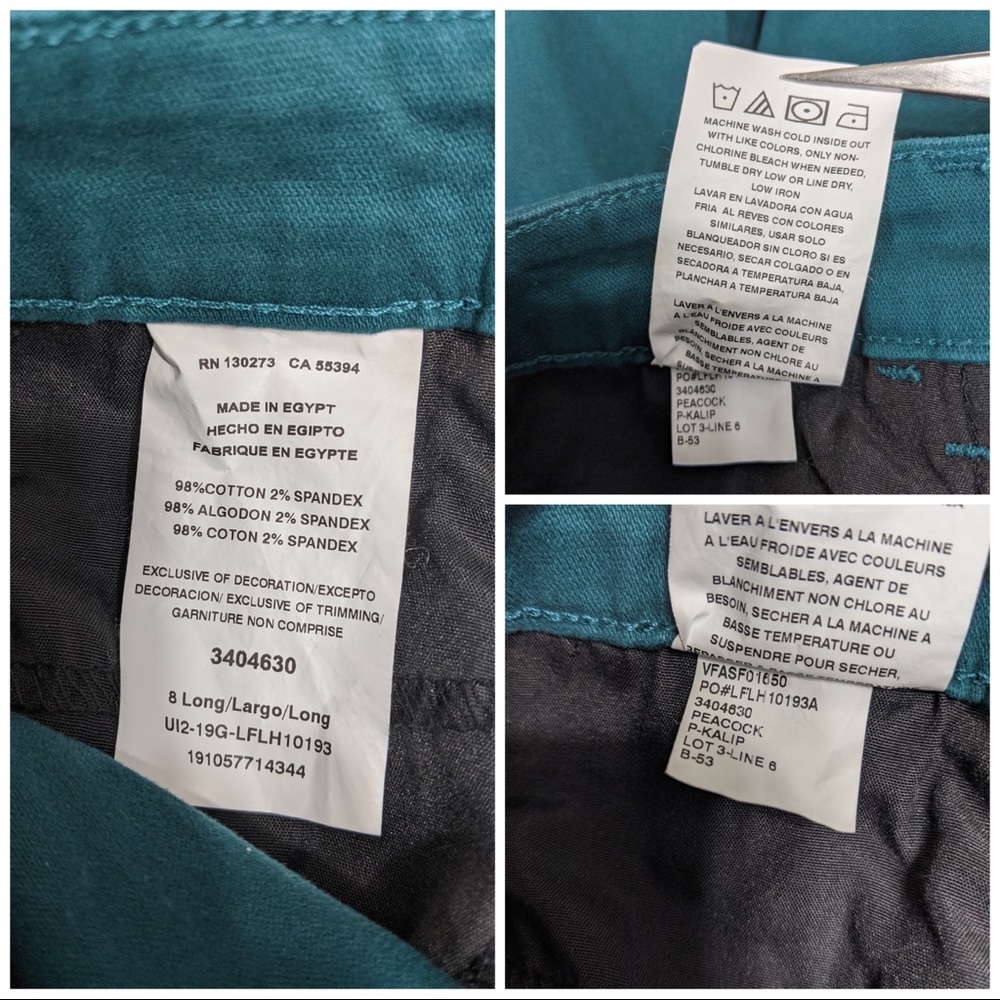 RN 130273 CA 55394
MADE IN EGYPT
HECHO EN EGIPTO
FABRIQUE EN EGYPTE
98%COTTON 2% SPANDEX
98% ALGODON 2% SPANDEX
98% COTON 2% SPANDEX
EXCLUSIVE OF DECORATION/EXCEPTO
DECORACION/ EXCLUSIVE OF TRIMMING/
GARNITURE NON COMPRISE
3404630
8 Long/Largo/Long
UI2-19G-LFLH10193
191057714344
MACHINE WASH COLD INSIDE OUT
WITH LIKE COLORS, ONLY NON-
CHLORINE BLEACH WHEN NEEDED,
TUMBLE DRY LOW OR LINE DRY,
LOW IRON
LAVAR EN LAVADORA CON AGUA
FRIA AL REVES CON COLORES
SIMILARES, USAR SOLO
BLANQUEADOR SIN CLORO SI ES
NECESARIO, SECAR COLGADO O EN
SECADORA A TEMPERATURA BAJA,
PLANCHAR A TEMPERATURA BAJA
LAVER A L'ENVERS A LA MACHINE
A L'EAU FROIDE AVEC COULEURS
SEMBLABLES, AGENT DE
BLANCHIMENT NON CHLORE AU
BESOIN, SECHER A LA MACHINE A
BASSE TEMPERATURE
3404630
PEACOCK
P-KALIP
LOT 3-LINE 6
B-53
LAVER A L'ENVERS A LA MACHINE
A L'EAU FROIDE AVEC COULEURS
SEMBLABLES, AGENT DE
BLANCHIMENT NON CHLORE AU
BESOIN, SECHER A LA MACHINE A
BASSE TEMPERATURE OU
SUSPENDRE POUR SECHER,
VFASF01650
PO#LFLH10193A
3404630
PEACOCK
P-KALIP
LOT 3-LINE 6
B-53